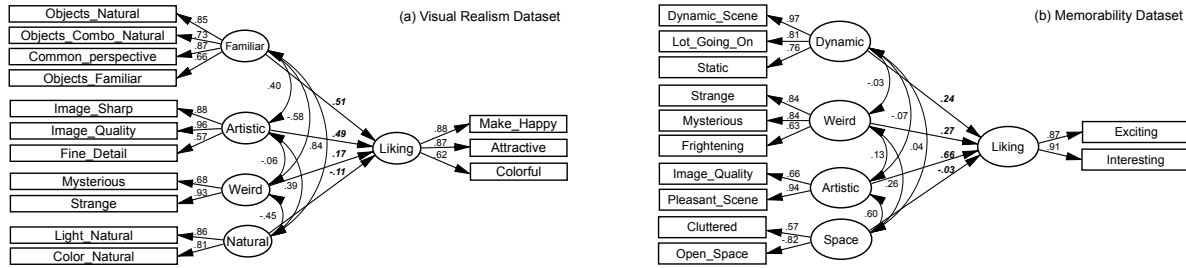 (a) Visual Realism Dataset
Objects_Natural
Objects_Combo_Natural
Common_perspective
Objects_Familiar
.85
.73
.87
.66
Familiar
Image_Sharp
Image_Quality
Fine_Detail
.88
.96
.57
Artistic
Mysterious
Strange
.68
.93
Weird
Light_Natural
Color_Natural
.86
.81
Natural
.40
-.58
.84
-.06
.39
-.45
.51
.49
.17
-.11
Liking
.88
.87
.62
Make_Happy
Attractive
Colorful
(b) Memorability Dataset
Dynamic_Scene
Lot_Going_On
Static
.97
.81
.76
Dynamic
Strange
Mysterious
Frightening
.84
.84
.63
Weird
Image_Quality
Pleasant_Scene
.66
.94
Artistic
Cluttered
Open_Space
.57
-.82
Space
-.03
-.07
.04
.13
.26
.60
.24
.27
.66
-.03
Liking
.87
.91
Exciting
Interesting